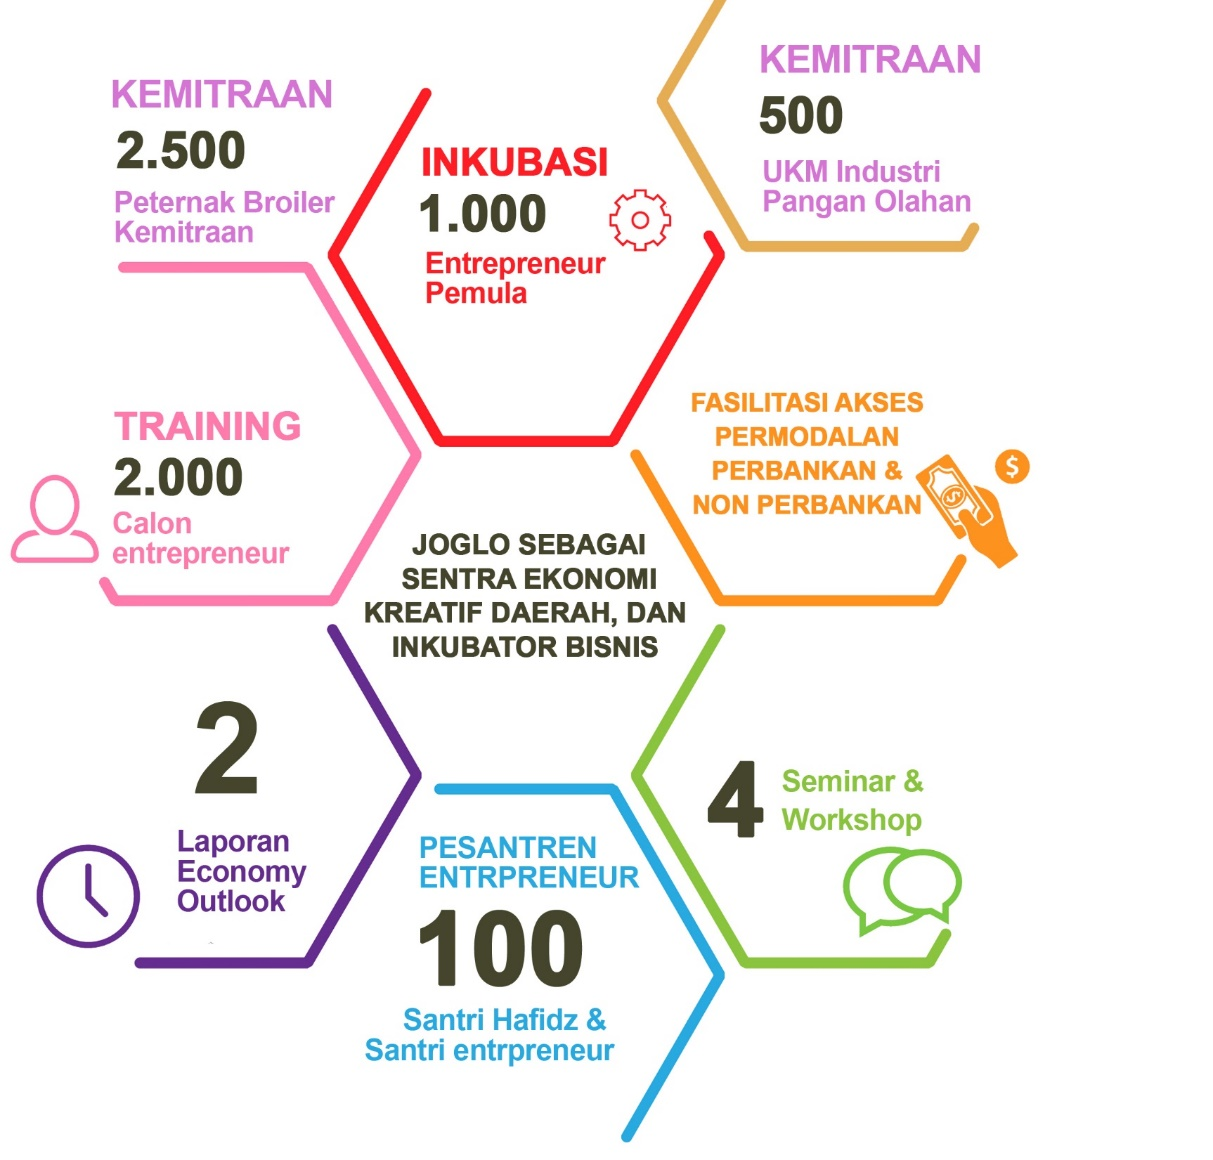 KEMITRAAN
2.500
Peternak Broiler
Kemitraan
INKUBASI
1.000
Entrepreneur
Pemula
KEMITRAAN
500
UKM Industri
Pangan Olahan
TRAINING
2.000
Calon
entrepreneur
FASILITASI AKSES
PERMODALAN
PERBANKAN &
NON PERBANKAN
$
$
JOGLO SEBAGAI
SENTRA EKONOMI
KREATIF DAERAH, DAN
INKUBATOR BISNIS
2
Laporan
Economy
Outlook
PESANTREN
ENTRPRENEUR
100
Santri Hafidz &
Santri entrpreneur
4
Seminar &
Workshop